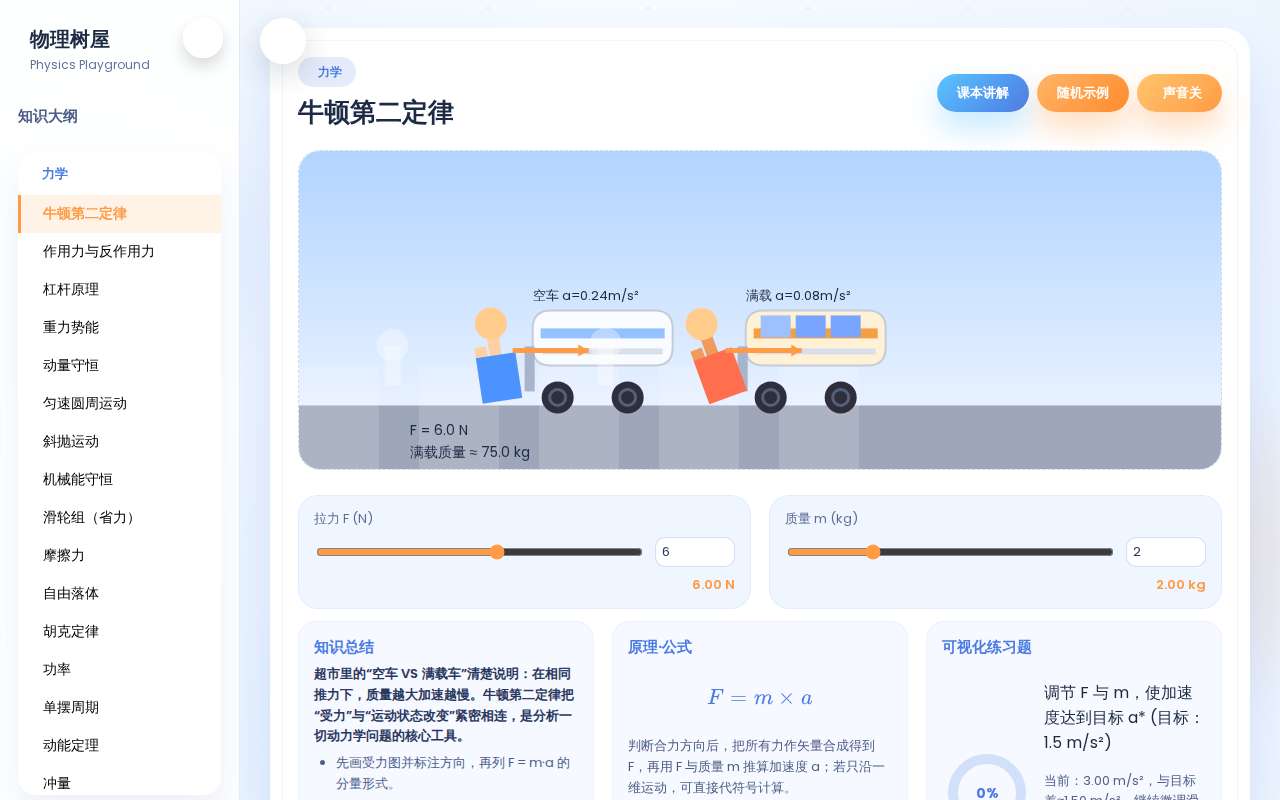 物理树屋
Physics Playground
知识大纲
力学
牛顿第二定律
作用力与反作用力
杠杆原理
重力势能
动量守恒
匀速圆周运动
斜抛运动
机械能守恒
滑轮组（省力）
摩擦力
自由落体
胡克定律
功率
单摆周期
动能定理
冲量
力学
牛顿第二定律
课本讲解
随机示例
声音关
空车 a=0.24m/s²
满载 a=0.08m/s²
F = 6.0 N
满载质量 ≈ 75.0 kg
拉力 F (N)
6
6.00 N
质量 m (kg)
2
2.00 kg
知识总结
超市里的“空车 VS 满载车”清楚说明：在相同
推力下，质量越大加速越慢。牛顿第二定律把
“受力”与“运动状态改变”紧密相连，是分析一
切动力学问题的核心工具。
先画受力图并标注方向，再列 F = m·a 的
分量形式。
原理·公式
F = m × a
判断合力方向后，把所有力作矢量合成得到
F，再用 F 与质量 m 推算加速度 a；若只沿一
维运动，可直接代符号计算。
可视化练习题
0%
调节 F 与 m，使加速
度达到目标 a* (目标：
1.5 m/s²)
当前：3.00 m/s²，与目标